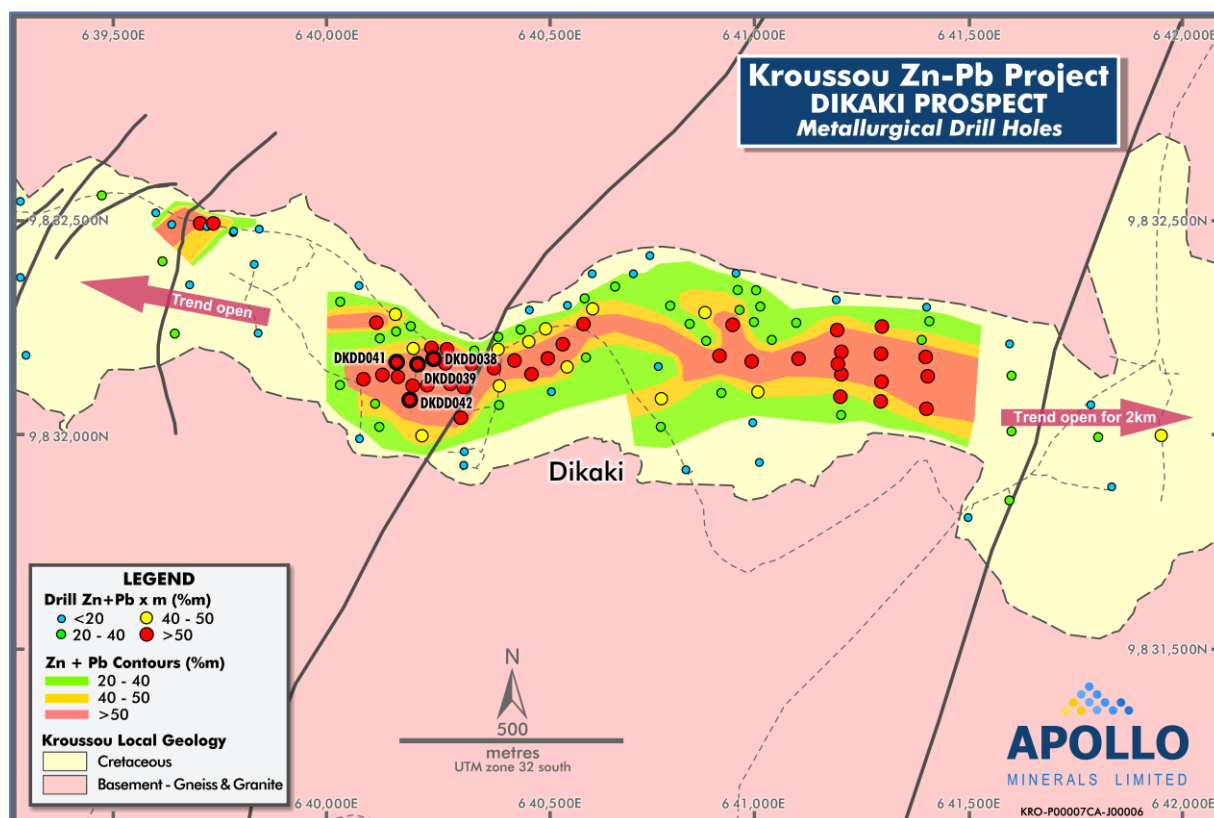 6 39,500E
6 40,000E
6 40,500E
6 41,000E
6 41,500E
6 42,000E
Kroussou Zn-Pb Project
DIKAKI PROSPECT
Metallurgical Drill Holes
9,8 32,500N
9,8 32,500N
Trend open
DKDD041
DKDD038
DKDD039
DKDD042
Trend open for 2km
9,8 32,000N
Dikaki
LEGEND
Drill Zn+Pb x m (%m)
<20
40 - 50
20 - 40
>50
Zn + Pb Contours (%m)
20 - 40
40 - 50
>50
Kroussou Local Geology
Cretaceous
Basement - Gneiss & Granite
N
500
metres
UTM zone 32 south
9,8 31,500N
APOLLO
MINERALS LIMITED
KRO-P00007CA-J00006
6 40,000E
6 40,500E
6 41,000E
6 41,500E
6 42,000E